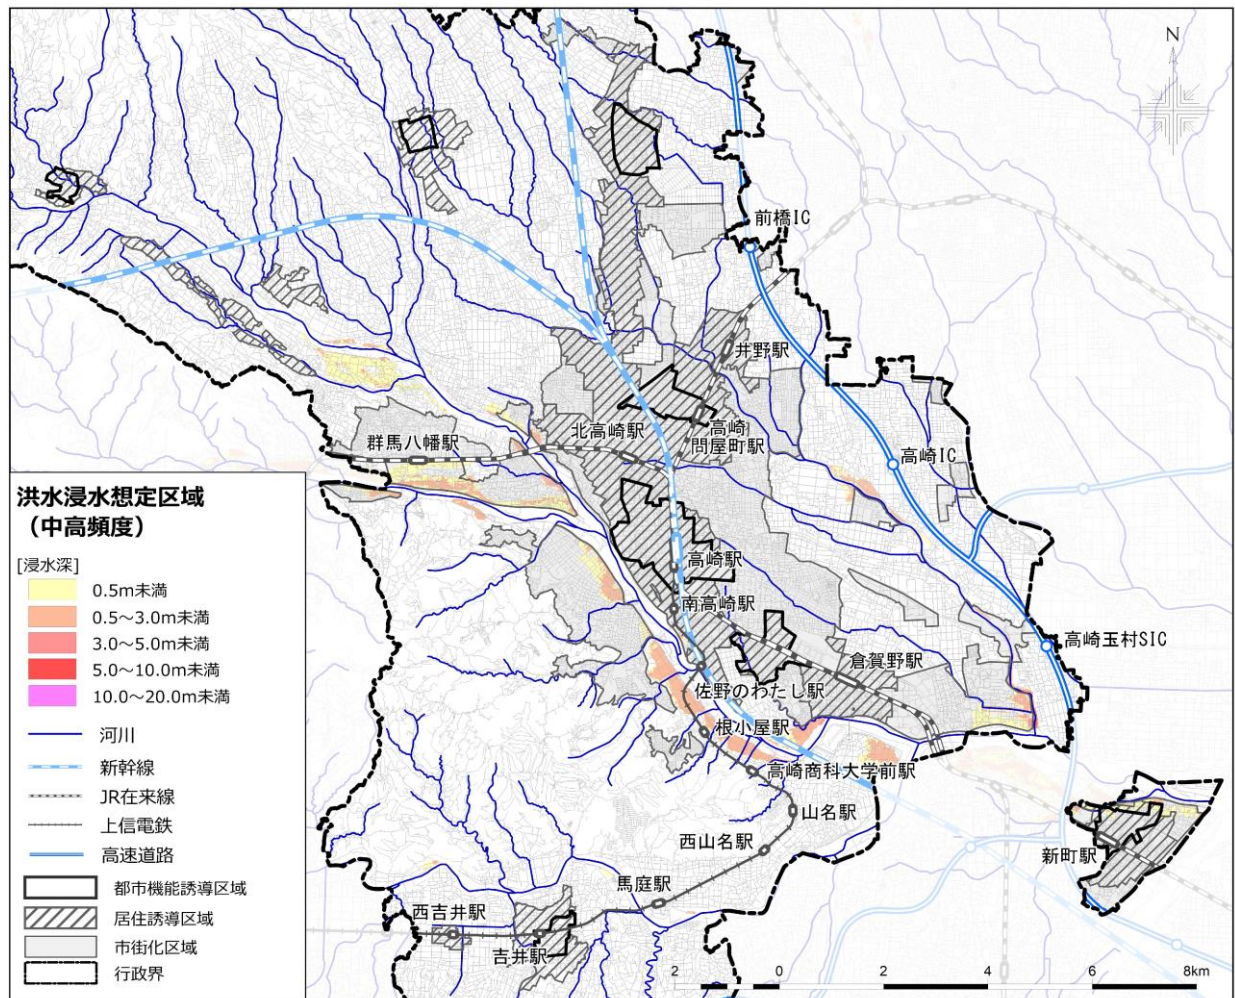 N
前橋IC
井野駅
北高崎駅
高崎
問屋町駅
群馬八幡駅
高崎IC
洪水浸水想定区域
(中高頻度)
[浸水深]
0.5m未満
0.5~3.0m未満
3.0~5.0m未満
5.0~10.0m未満
10.0~20.0m未満
河川
新幹線
JR在来線
上信電鉄
高速道路
都市機能誘導区域
居住誘導区域
市街化区域
行政界
高崎駅
南高崎駅
高崎玉村SIC
倉賀野駅
佐野のわたし駅
根小屋駅
高崎商科大学前駅
山名駅
西山名駅
新町駅
馬庭駅
西吉井駅
吉井駅
2 0 2 4 6 8km